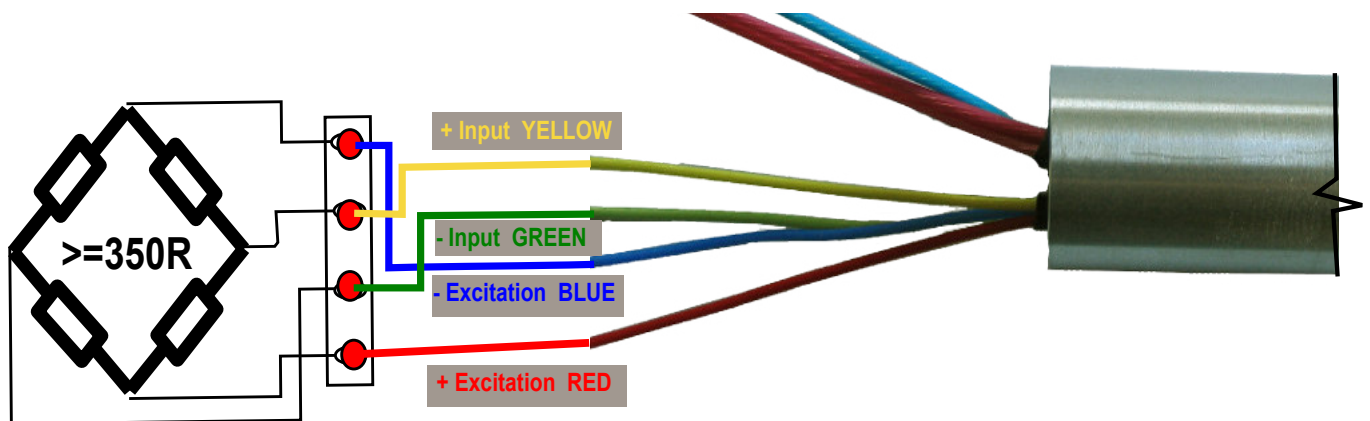 + Input YELLOW
>=350R
- Input GREEN
- Excitation BLUE
+ Excitation RED